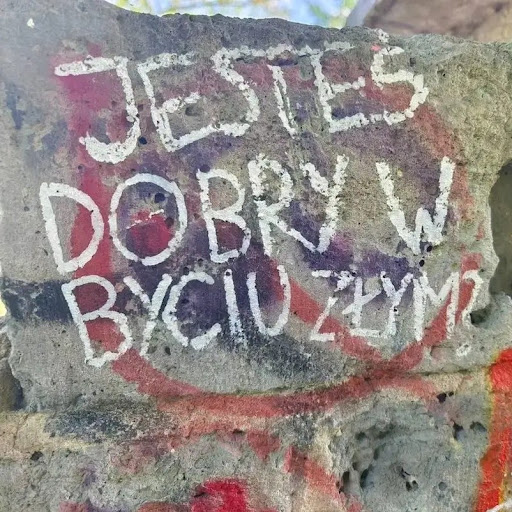 JESTEŚ
DOBRY W
BYCIU ZŁYM?